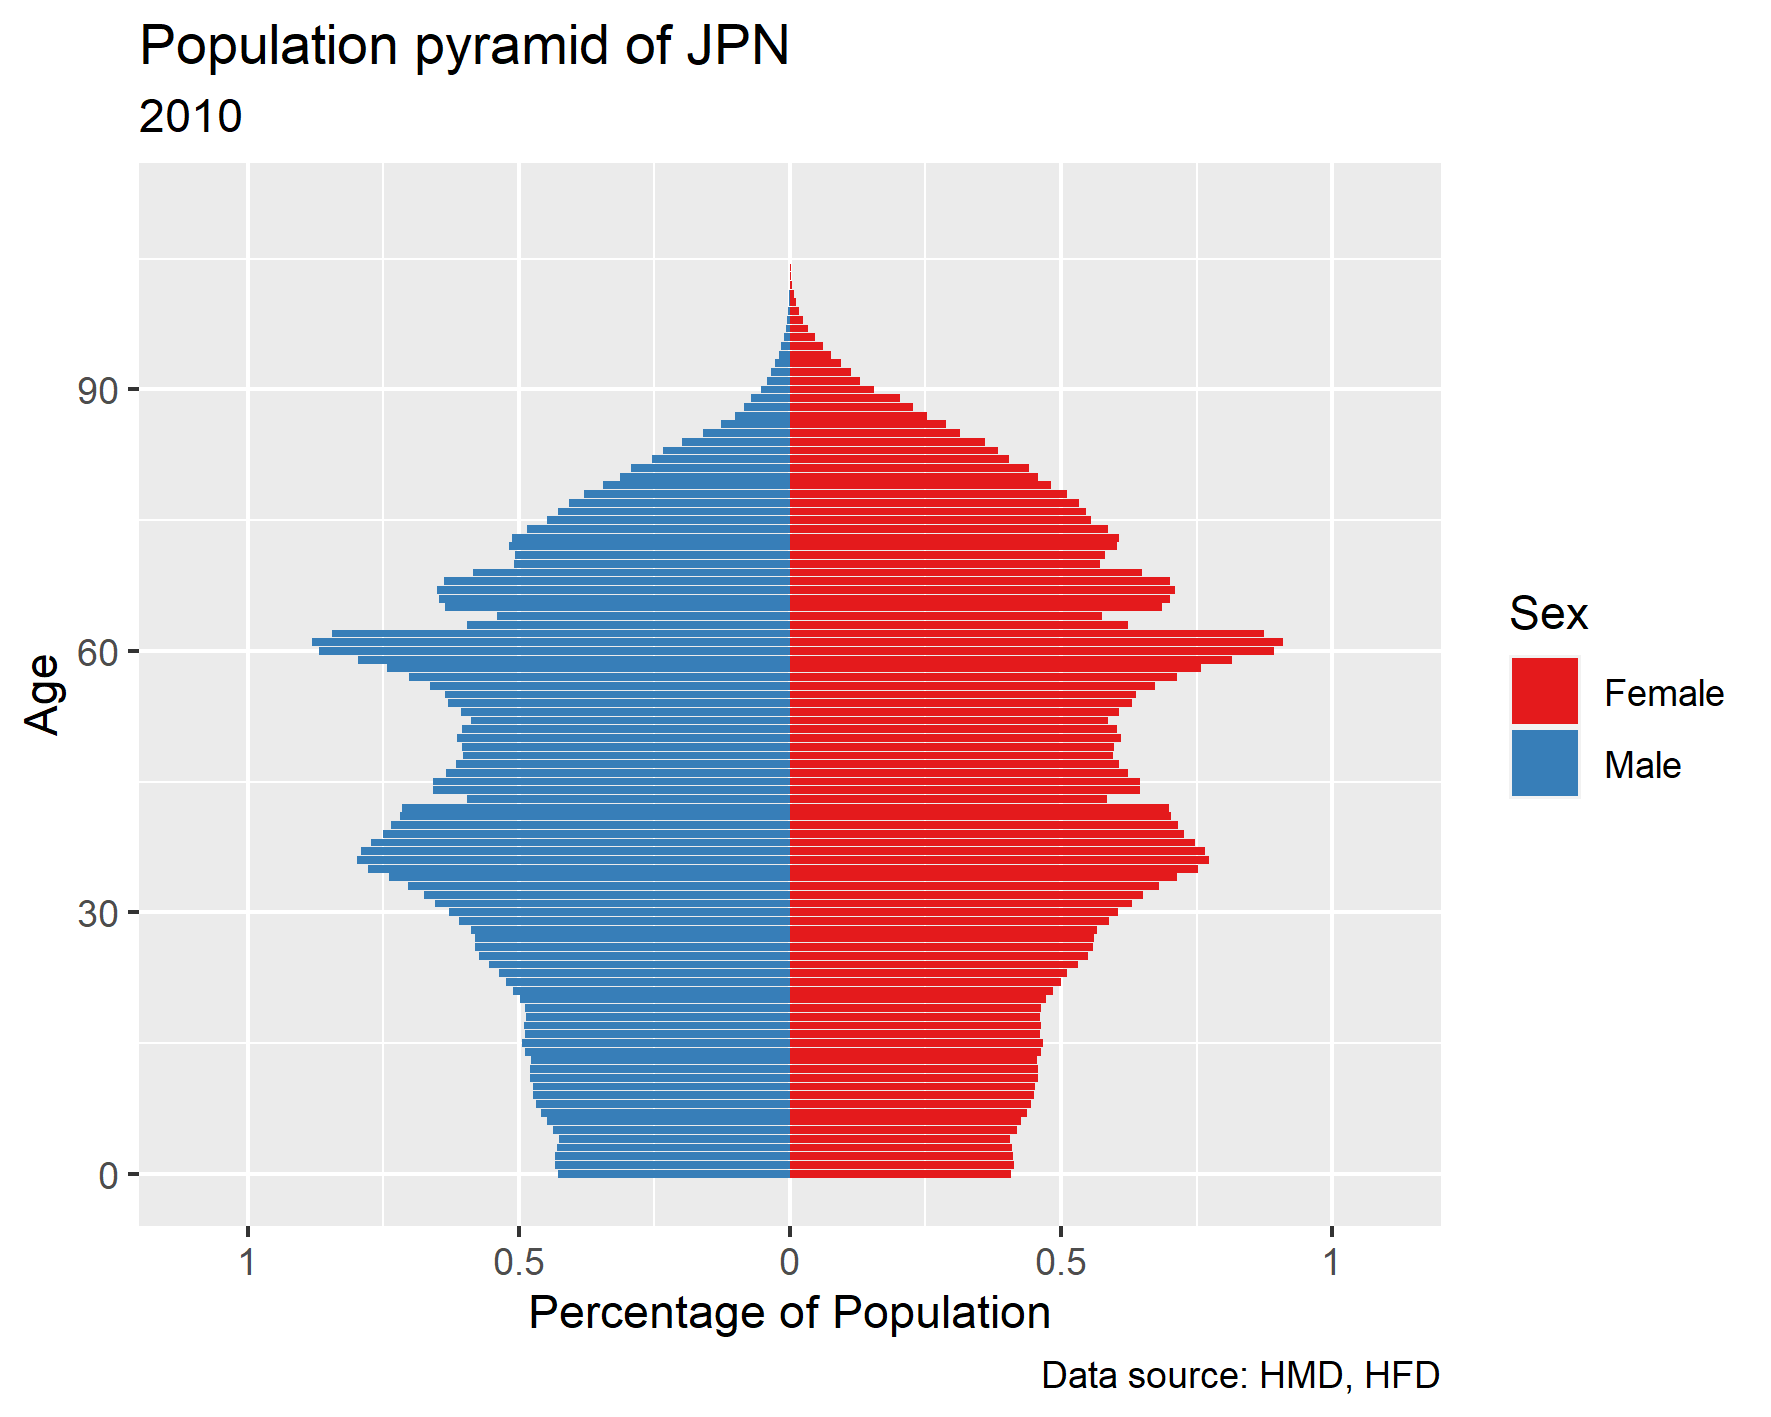 Population pyramid of JPN
2010
Age
90
60
30
0
1 0.5 0 0.5 1
Percentage of Population
Sex
Female
Male
Data source: HMD, HFD